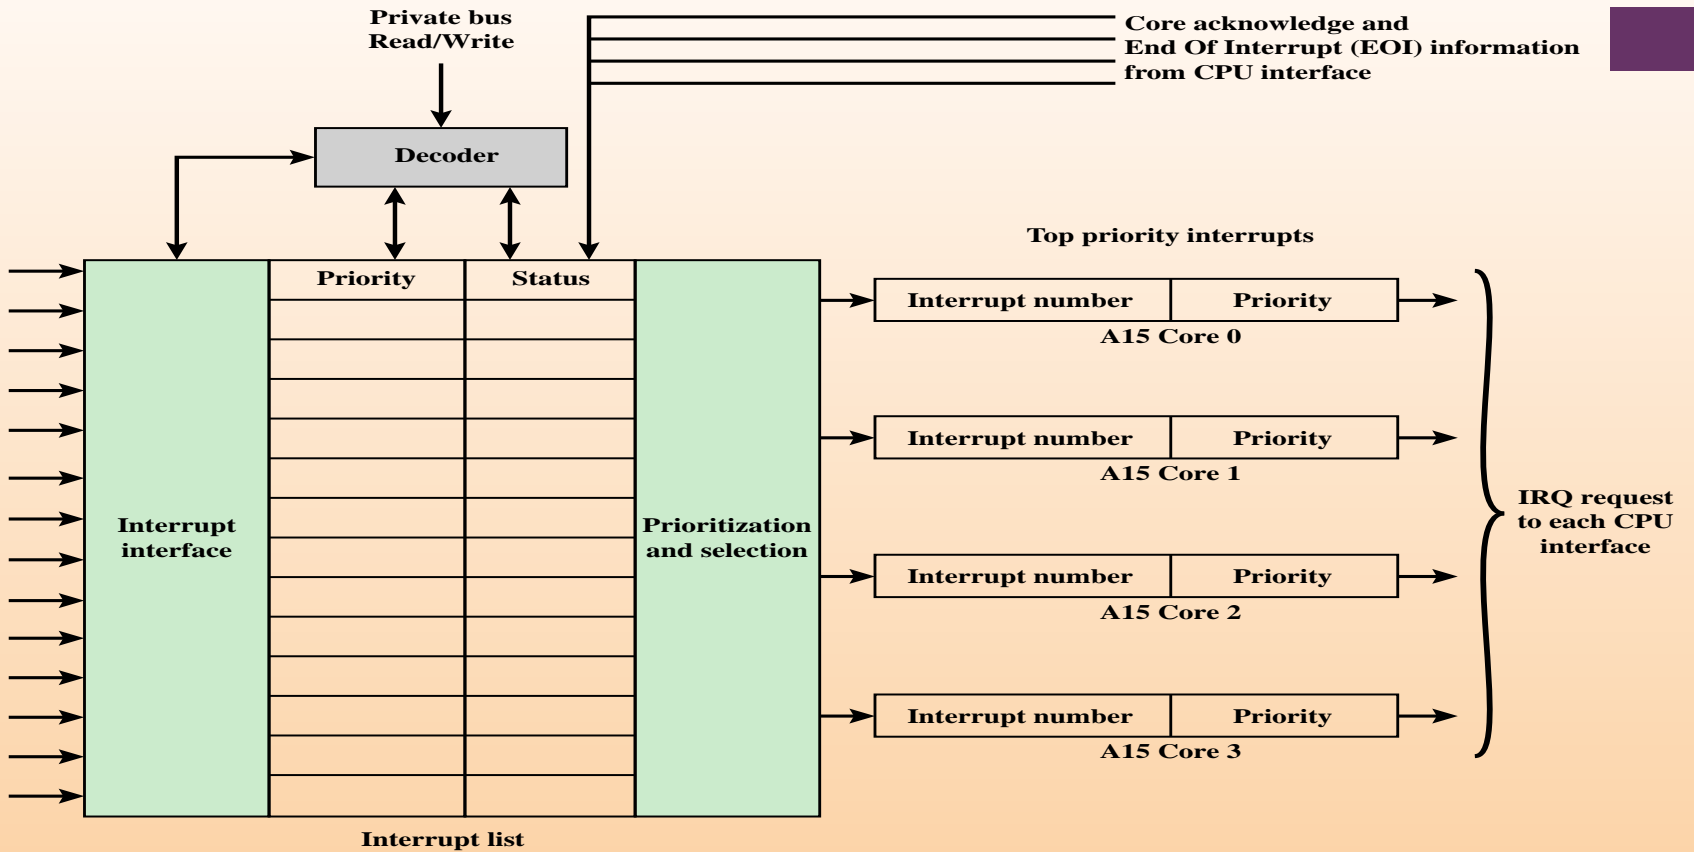 Private bus
Read/Write
Core acknowledge and
End Of Interrupt (EOI) information
from CPU interface
Decoder
Top priority interrupts
Priority
Status
Interrupt number
Priority
A15 Core 0
Interrupt number
Priority
A15 Core 1
Interrupt
interface
Prioritization
and selection
IRQ request
to each CPU
interface
Interrupt number
Priority
A15 Core 2
Interrupt number
Priority
A15 Core 3
Interrupt list